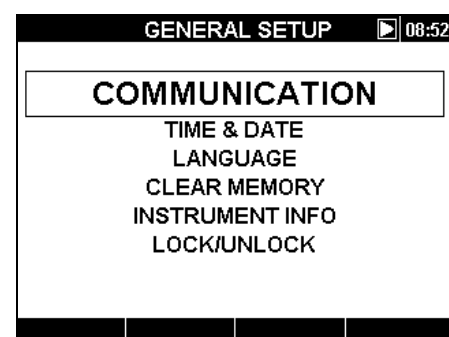 GENERAL SETUP 08:52
COMMUNICATION
TIME & DATE
LANGUAGE
CLEAR MEMORY
INSTRUMENT INFO
LOCK/UNLOCK